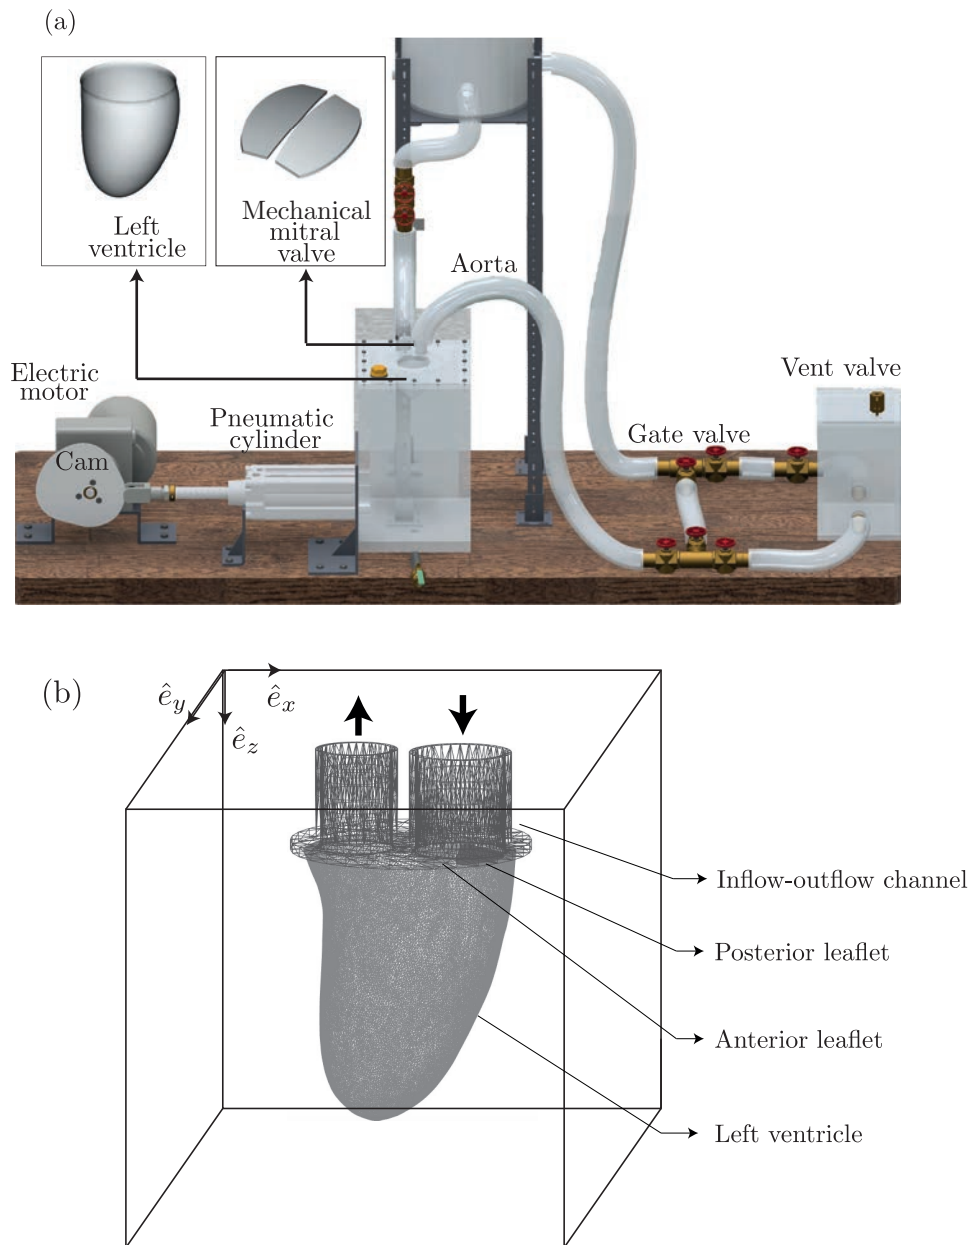 (a)
Left
ventricle
Mechanical
mitral
valve
Aorta
Electric
motor
Cam
Pneumatic
cylinder
Vent valve
Gate valve
(b)
ê_y
ê_x
ê_z
Inflow-outflow channel
Posterior leaflet
Anterior leaflet
Left ventricle